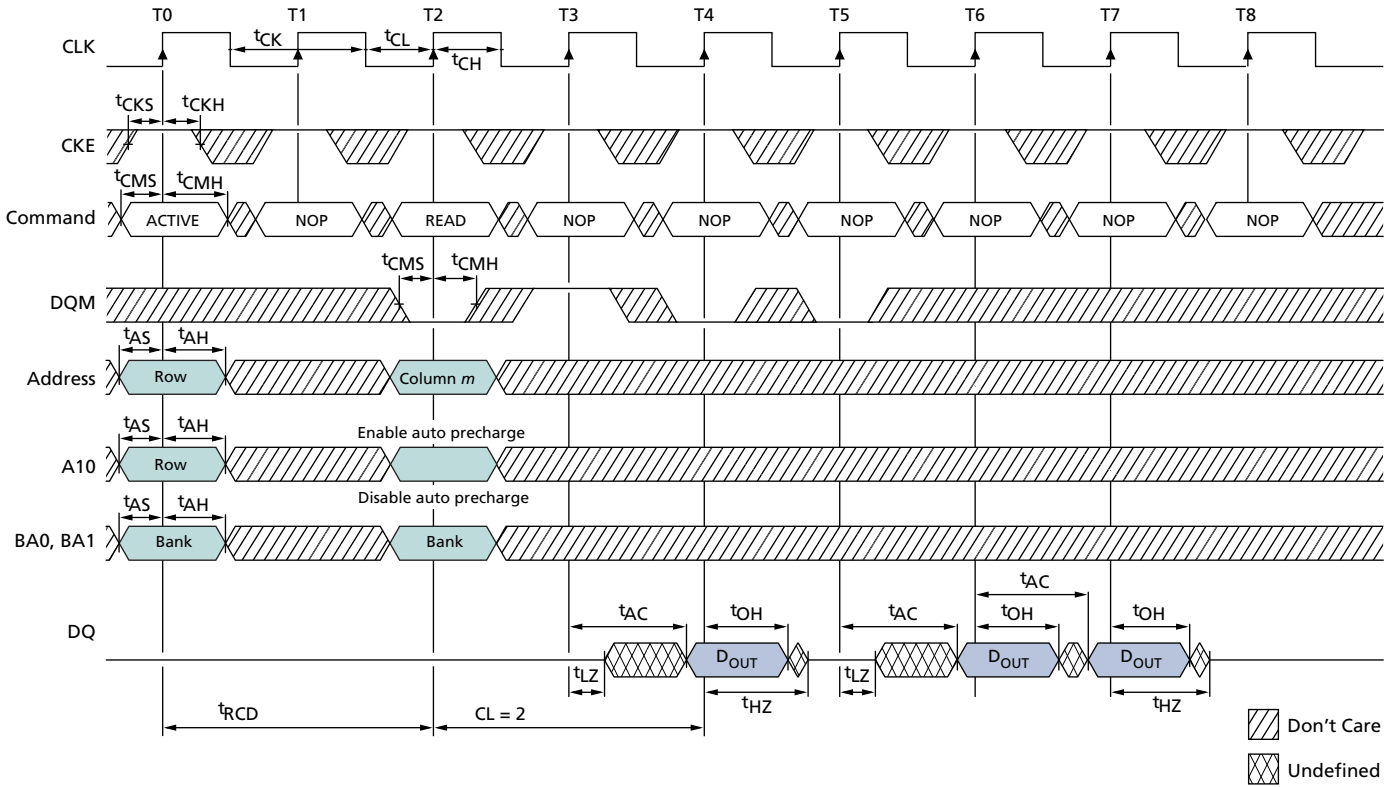 T0 T1 T2 T3 T4 T5 T6 T7 T8
CLK
tCK tCL
tCH
tCKS tCKH
CKE
tCMS tCMH
Command ACTIVE NOP READ NOP NOP NOP NOP NOP NOP
tCMS tCMH
DQM
tAS tAH
Address Row Column m
tAS tAH Enable auto precharge
A10 Row
tAS tAH Disable auto precharge
BA0, BA1 Bank Bank
tAC
tAC tOH tAC tOH tOH
DQ
DOUT DOUT DOUT
tLZ tLZ
tHZ tHZ
tRCD CL = 2
Don't Care
Undefined